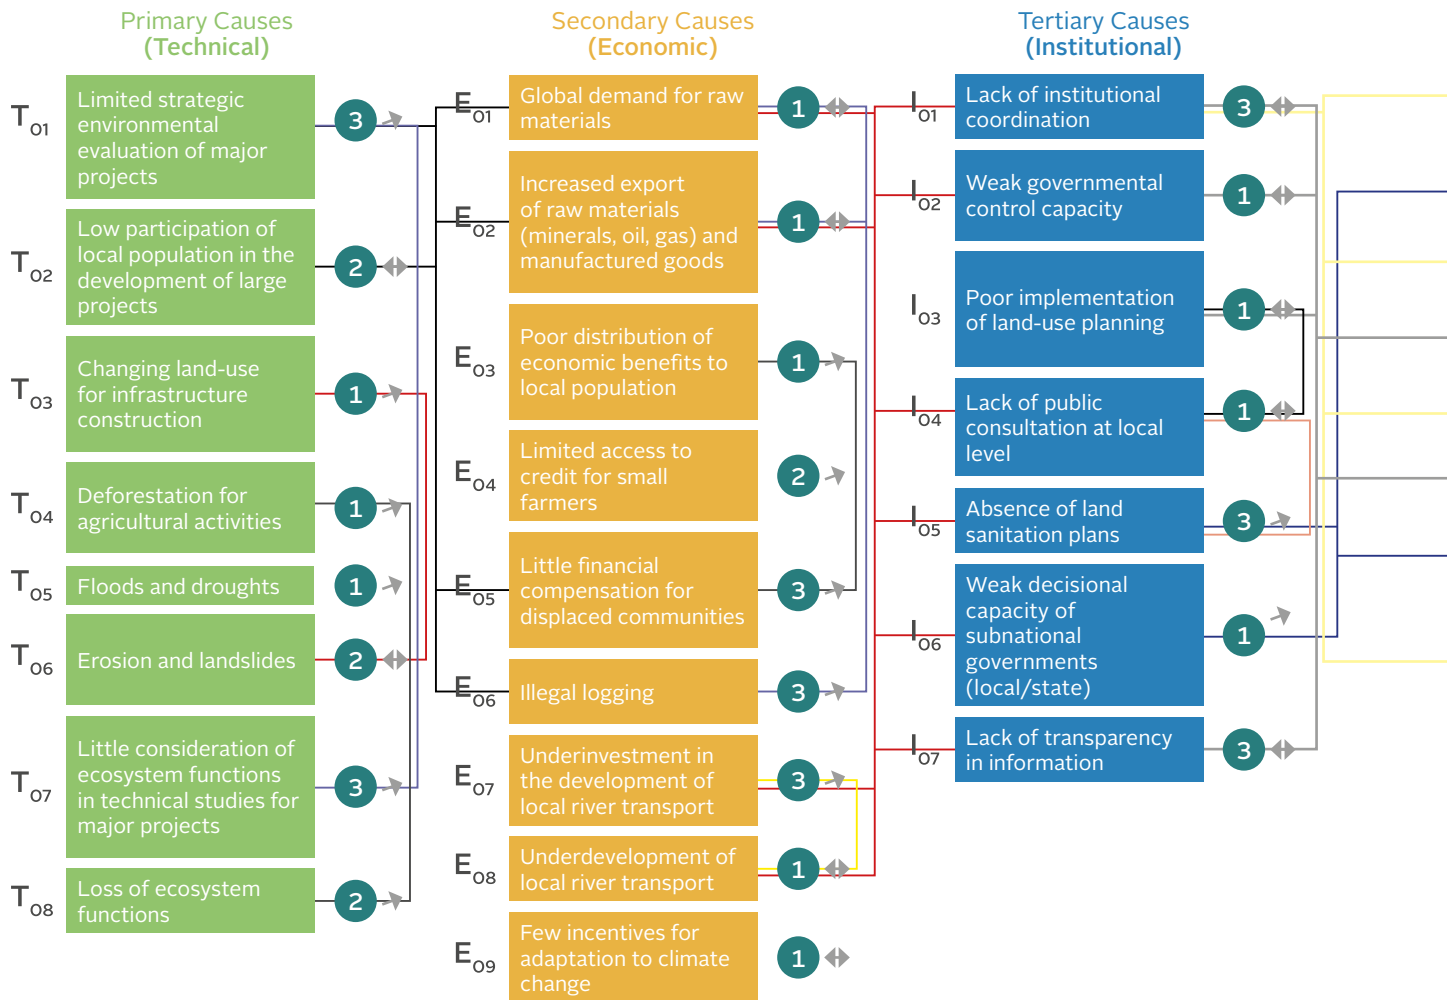 Primary Causes
(Technical)
T01
Limited strategic
environmental
evaluation of major
projects
3
T02
Low participation of
local population in the
development of large
projects
2
T03
Changing land-use
for infrastructure
construction
1
T04
Deforestation for
agricultural activities
1
T05
Floods and droughts
1
T06
Erosion and landslides
2
T07
Little consideration of
ecosystem functions
in technical studies for
major projects
3
T08
Loss of ecosystem
functions
2
Secondary Causes
(Economic)
E01
Global demand for raw
materials
1
E02
Increased export
of raw materials
(minerals, oil, gas) and
manufactured goods
1
E03
Poor distribution of
economic benefits to
local population
1
E04
Limited access to
credit for small
farmers
2
E05
Little financial
compensation for
displaced communities
3
E06
Illegal logging
3
E07
Underinvestment in
the development of
local river transport
3
E08
Underdevelopment of
local river transport
1
E09
Few incentives for
adaptation to climate
change
1
Tertiary Causes
(Institutional)
I01
Lack of institutional
coordination
3
I02
Weak governmental
control capacity
1
I03
Poor implementation
of land-use planning
1
I04
Lack of public
consultation at local
level
1
I05
Absence of land
sanitation plans
3
I06
Weak decisional
capacity of
subnational
governments
(local/state)
1
I07
Lack of transparency
in information
3